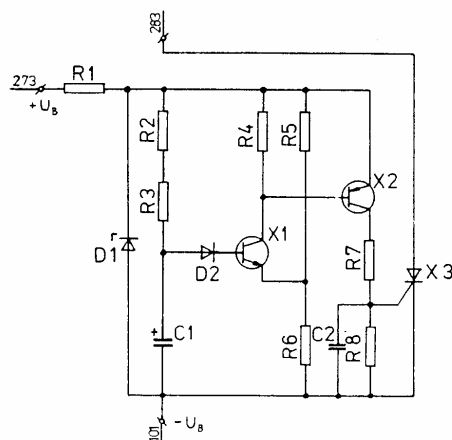 283
273
R1
+U_B
R2
R4
R5
R3
X1
X2
D1
D2
R7
X3
C1
R6
C2
R8
101
-U_B